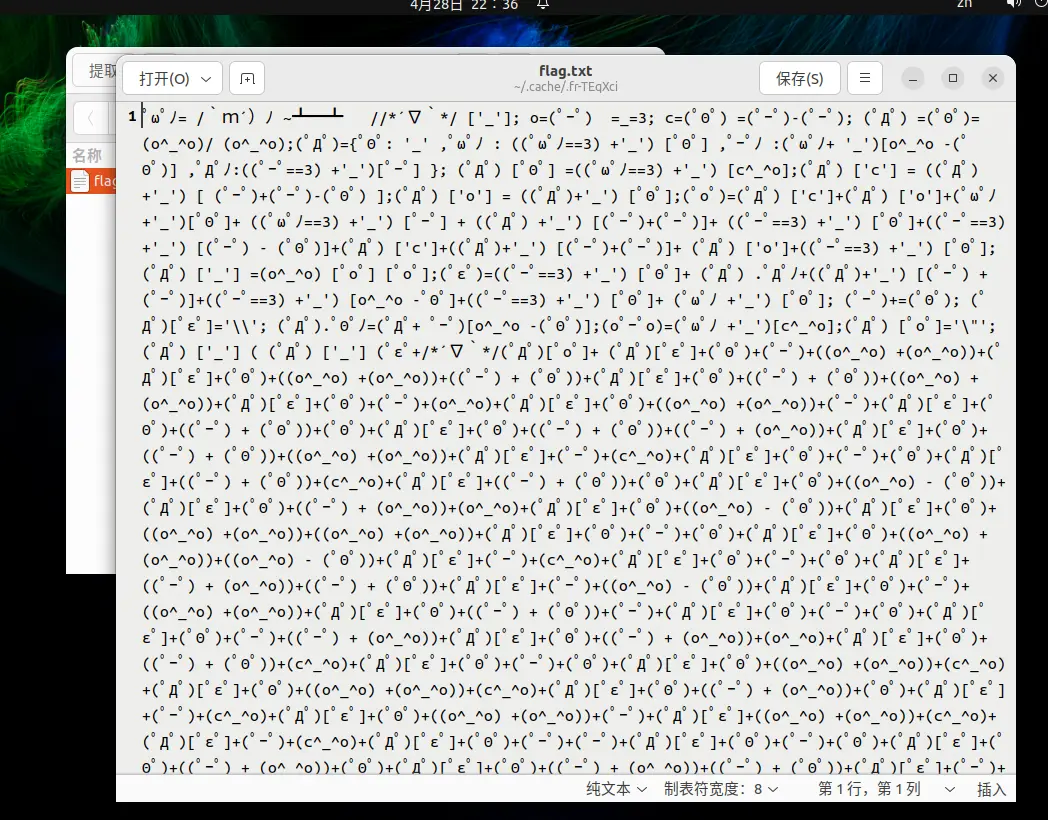 4月28日 22：36
zh
提取
打开(O)
flag.txt
~/.cache/.fr-TEqXci
保存(S)
名称
flag
1 ﾟωﾟﾉ= /｀ｍ´）ﾉ ~┻━┻   //*´∇｀*/ ['_']; o=(ﾟｰﾟ)  =_=3; c=(ﾟΘﾟ) =(ﾟｰﾟ)-(ﾟｰﾟ); (ﾟДﾟ) =(ﾟΘﾟ)=
(o^_^o)/ (o^_^o);(ﾟДﾟ)={ﾟΘﾟ: '_' ,ﾟωﾟﾉ : ((ﾟωﾟﾉ==3) +'_') [ﾟΘﾟ] ,ﾟｰﾟﾉ :(ﾟωﾟﾉ+ '_')[o^_^o -(ﾟ
Θﾟ)] ,ﾟДﾟﾉ:((ﾟｰﾟ==3) +'_')[ﾟｰﾟ] }; (ﾟДﾟ) [ﾟΘﾟ] =((ﾟωﾟﾉ==3) +'_') [c^_^o];(ﾟДﾟ) ['c'] = ((ﾟДﾟ)
+'_') [ (ﾟｰﾟ)+(ﾟｰﾟ)-(ﾟΘﾟ) ];(ﾟДﾟ) ['o'] = ((ﾟДﾟ)+'_') [ﾟΘﾟ];(ﾟoﾟ)=(ﾟДﾟ) ['c']+(ﾟДﾟ) ['o']+(ﾟωﾟﾉ
+'_')[ﾟΘﾟ]+ ((ﾟωﾟﾉ==3) +'_') [ﾟｰﾟ] + ((ﾟДﾟ) +'_') [(ﾟｰﾟ)+(ﾟｰﾟ)]+ ((ﾟｰﾟ==3) +'_') [ﾟΘﾟ]+((ﾟｰﾟ==3)
+'_') [(ﾟｰﾟ) - (ﾟΘﾟ)]+(ﾟДﾟ) ['c']+((ﾟДﾟ)+'_') [(ﾟｰﾟ)+(ﾟｰﾟ)]+ (ﾟДﾟ) ['o']+((ﾟｰﾟ==3) +'_') [ﾟΘﾟ];
(ﾟДﾟ) ['_'] =(o^_^o) [ﾟoﾟ] [ﾟoﾟ];(ﾟεﾟ)=((ﾟｰﾟ==3) +'_') [ﾟΘﾟ]+ (ﾟДﾟ) .ﾟДﾟﾉ+((ﾟДﾟ)+'_') [(ﾟｰﾟ) +
(ﾟｰﾟ)]+((ﾟｰﾟ==3) +'_') [o^_^o -ﾟΘﾟ]+((ﾟｰﾟ==3) +'_') [ﾟΘﾟ]+ (ﾟωﾟﾉ +'_') [ﾟΘﾟ]; (ﾟｰﾟ)+=(ﾟΘﾟ); (ﾟ
Дﾟ)[ﾟεﾟ]='\\'; (ﾟДﾟ).ﾟΘﾟﾉ=(ﾟДﾟ+ ﾟｰﾟ)[o^_^o -(ﾟΘﾟ)];(oﾟｰﾟo)=(ﾟωﾟﾉ +'_')[c^_^o];(ﾟДﾟ) [ﾟoﾟ]='\"';
(ﾟДﾟ) ['_'] ( (ﾟДﾟ) ['_'] (ﾟεﾟ+/*´∇｀*/(ﾟДﾟ)[ﾟoﾟ]+ (ﾟДﾟ)[ﾟεﾟ]+(ﾟΘﾟ)+(ﾟｰﾟ)+((o^_^o) +(o^_^o))+(ﾟ
Дﾟ)[ﾟεﾟ]+(ﾟΘﾟ)+((o^_^o) +(o^_^o))+((ﾟｰﾟ) + (ﾟΘﾟ))+(ﾟДﾟ)[ﾟεﾟ]+(ﾟΘﾟ)+((ﾟｰﾟ) + (ﾟΘﾟ))+((o^_^o) +
(o^_^o))+(ﾟДﾟ)[ﾟεﾟ]+(ﾟΘﾟ)+(ﾟｰﾟ)+(o^_^o)+(ﾟДﾟ)[ﾟεﾟ]+(ﾟΘﾟ)+((o^_^o) +(o^_^o))+(ﾟｰﾟ)+(ﾟДﾟ)[ﾟεﾟ]+(ﾟ
Θﾟ)+((ﾟｰﾟ) + (ﾟΘﾟ))+(ﾟΘﾟ)+(ﾟДﾟ)[ﾟεﾟ]+(ﾟΘﾟ)+((ﾟｰﾟ) + (ﾟΘﾟ))+((ﾟｰﾟ) + (o^_^o))+(ﾟДﾟ)[ﾟεﾟ]+(ﾟΘﾟ)+
((ﾟｰﾟ) + (ﾟΘﾟ))+((o^_^o) +(o^_^o))+(ﾟДﾟ)[ﾟεﾟ]+(ﾟｰﾟ)+(c^_^o)+(ﾟДﾟ)[ﾟεﾟ]+(ﾟΘﾟ)+(ﾟｰﾟ)+(ﾟΘﾟ)+(ﾟДﾟ)[ﾟ
εﾟ]+((ﾟｰﾟ) + (ﾟΘﾟ))+(c^_^o)+(ﾟДﾟ)[ﾟεﾟ]+((ﾟｰﾟ) + (ﾟΘﾟ))+(ﾟΘﾟ)+(ﾟДﾟ)[ﾟεﾟ]+(ﾟΘﾟ)+((o^_^o) - (ﾟΘﾟ))+
(ﾟДﾟ)[ﾟεﾟ]+(ﾟΘﾟ)+((ﾟｰﾟ) + (o^_^o))+(o^_^o)+(ﾟДﾟ)[ﾟεﾟ]+(ﾟΘﾟ)+((o^_^o) - (ﾟΘﾟ))+(ﾟДﾟ)[ﾟεﾟ]+(ﾟΘﾟ)+
((o^_^o) +(o^_^o))+((o^_^o) +(o^_^o))+(ﾟДﾟ)[ﾟεﾟ]+(ﾟΘﾟ)+(ﾟｰﾟ)+(ﾟΘﾟ)+(ﾟДﾟ)[ﾟεﾟ]+(ﾟΘﾟ)+((o^_^o) +
(o^_^o))+((o^_^o) - (ﾟΘﾟ))+(ﾟДﾟ)[ﾟεﾟ]+(ﾟｰﾟ)+(c^_^o)+(ﾟДﾟ)[ﾟεﾟ]+(ﾟΘﾟ)+(ﾟｰﾟ)+(ﾟΘﾟ)+(ﾟДﾟ)[ﾟεﾟ]+
((ﾟｰﾟ) + (o^_^o))+((ﾟｰﾟ) + (ﾟΘﾟ))+(ﾟДﾟ)[ﾟεﾟ]+(ﾟｰﾟ)+((o^_^o) - (ﾟΘﾟ))+(ﾟДﾟ)[ﾟεﾟ]+(ﾟΘﾟ)+(ﾟｰﾟ)+
((o^_^o) +(o^_^o))+(ﾟДﾟ)[ﾟεﾟ]+(ﾟΘﾟ)+((ﾟｰﾟ) + (ﾟΘﾟ))+(ﾟｰﾟ)+(ﾟДﾟ)[ﾟεﾟ]+(ﾟΘﾟ)+(ﾟｰﾟ)+(ﾟΘﾟ)+(ﾟДﾟ)[ﾟ
εﾟ]+(ﾟΘﾟ)+(ﾟｰﾟ)+((ﾟｰﾟ) + (o^_^o))+(ﾟДﾟ)[ﾟεﾟ]+(ﾟΘﾟ)+((ﾟｰﾟ) + (o^_^o))+(o^_^o)+(ﾟДﾟ)[ﾟεﾟ]+(ﾟΘﾟ)+
((ﾟｰﾟ) + (ﾟΘﾟ))+(c^_^o)+(ﾟДﾟ)[ﾟεﾟ]+(ﾟΘﾟ)+(ﾟｰﾟ)+(ﾟΘﾟ)+(ﾟДﾟ)[ﾟεﾟ]+(ﾟΘﾟ)+((o^_^o) +(o^_^o))+(c^_^o)
+(ﾟДﾟ)[ﾟεﾟ]+(ﾟΘﾟ)+((o^_^o) +(o^_^o))+(c^_^o)+(ﾟДﾟ)[ﾟεﾟ]+(ﾟΘﾟ)+((ﾟｰﾟ) + (o^_^o))+(ﾟΘﾟ)+(ﾟДﾟ)[ﾟεﾟ]
+(ﾟｰﾟ)+(c^_^o)+(ﾟДﾟ)[ﾟεﾟ]+(ﾟΘﾟ)+((o^_^o) +(o^_^o))+(ﾟｰﾟ)+(ﾟДﾟ)[ﾟεﾟ]+((o^_^o) +(o^_^o))+(c^_^o)+
(ﾟДﾟ)[ﾟεﾟ]+(ﾟｰﾟ)+(c^_^o)+(ﾟДﾟ)[ﾟεﾟ]+(ﾟΘﾟ)+(ﾟｰﾟ)+(ﾟｰﾟ)+(ﾟДﾟ)[ﾟεﾟ]+(ﾟΘﾟ)+(ﾟｰﾟ)+(ﾟΘﾟ)+(ﾟДﾟ)[ﾟεﾟ]+(ﾟ
Θﾟ)+((ﾟｰﾟ) + (o^_^o))+(ﾟΘﾟ)+(ﾟДﾟ)[ﾟεﾟ]+(ﾟΘﾟ)+((ﾟｰﾟ) + (o^_^o))+(ﾟｰﾟ) + (ﾟΘﾟ))+(ﾟДﾟ)[ﾟεﾟ]+(ﾟｰﾟ)+
纯文本
制表符宽度：8
第 1 行，第 1 列
插入